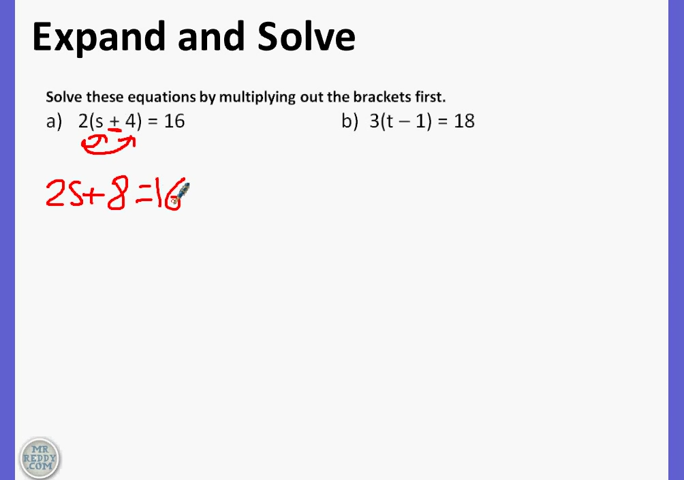 Expand and Solve
Solve these equations by multiplying out the brackets first.
a) 2(s + 4) = 16
b) 3(t − 1) = 18
2s+8=16
MR
REDDY
.COM